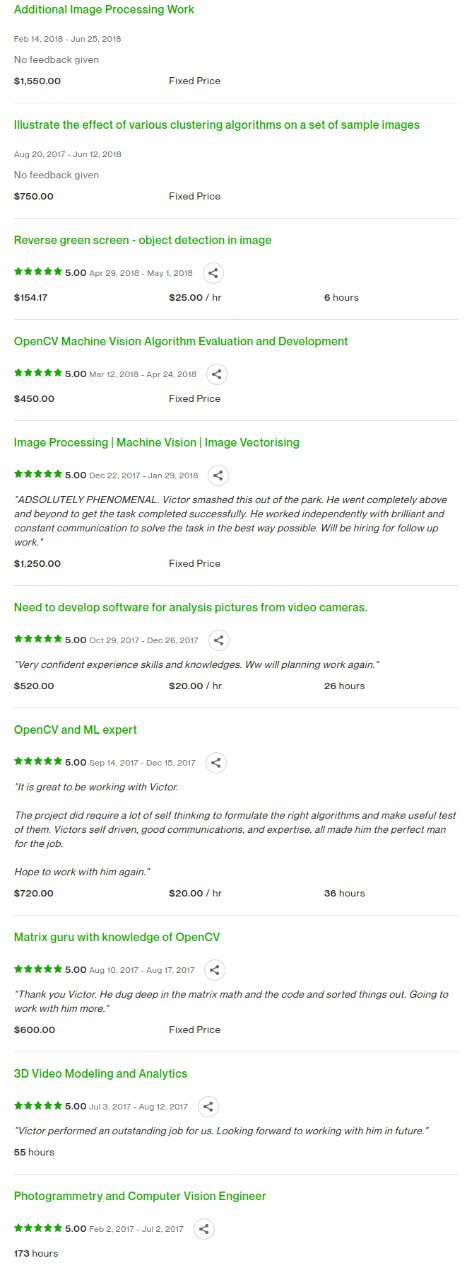 Additional Image Processing Work
Feb 14, 2018 - Jun 25, 2018
No feedback given
$1,550.00 Fixed Price
Illustrate the effect of various clustering algorithms on a set of sample images
Aug 20, 2017 - Jun 12, 2018
No feedback given
$750.00 Fixed Price
Reverse green screen - object detection in image
5.00 Apr 29, 2018 - May 1, 2018
$154.17 $25.00 / hr 6 hours
OpenCV Machine Vision Algorithm Evaluation and Development
5.00 Mar 12, 2018 - Apr 24, 2018
$450.00 Fixed Price
Image Processing | Machine Vision | Image Vectorising
5.00 Dec 22, 2017 - Jan 29, 2018
"ADSOLUTELY PHENOMENAL. Victor smashed this out of the park. He went completely above
and beyond to get the task completed successfully. He worked independently with brilliant and
constant communication to solve the task in the best way possible. Will be hiring for follow up
work."
$1,250.00 Fixed Price
Need to develop software for analysis pictures from video cameras.
5.00 Oct 29, 2017 - Dec 26, 2017
"Very confident experience skills and knowledges. Ww will planning work again."
$520.00 $20.00 / hr 26 hours
OpenCV and ML expert
5.00 Sep 14, 2017 - Dec 15, 2017
"It is great to be working with Victor.
The project did require a lot of self thinking to formulate the right algorithms and make useful test
of them. Victors self driven, good communications, and expertise, all made him the perfect man
for the job.
Hope to work with him again."
$720.00 $20.00 / hr 36 hours
Matrix guru with knowledge of OpenCV
5.00 Aug 10, 2017 - Aug 17, 2017
"Thank you Victor. He dug deep in the matrix math and the code and sorted things out. Going to
work with him more."
$600.00 Fixed Price
3D Video Modeling and Analytics
5.00 Jul 3, 2017 - Aug 12, 2017
"Victor performed an outstanding job for us. Looking forward to working with him in future."
55 hours
Photogrammetry and Computer Vision Engineer
5.00 Feb 2, 2017 - Jul 2, 2017
173 hours